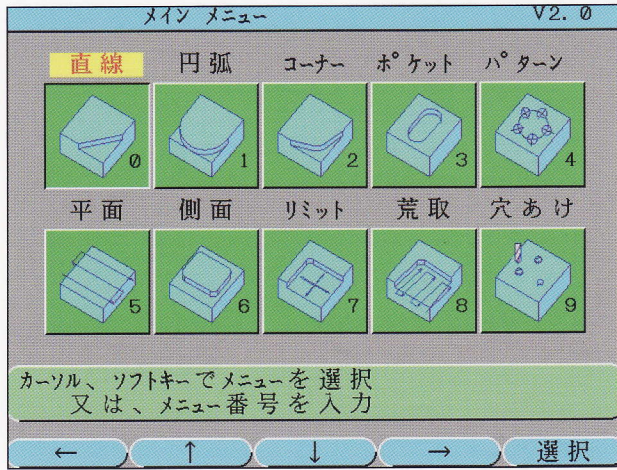 メイン メニュー V2. 0
直線 円弧 コーナー ポケット パターン
0 1 2 3 4
平面 側面 リミット 荒取 穴あけ
5 6 7 8 9
カーソル、ソフトキーでメニューを選択
又は、メニュー番号を入力
← ↑ ↓ → 選択